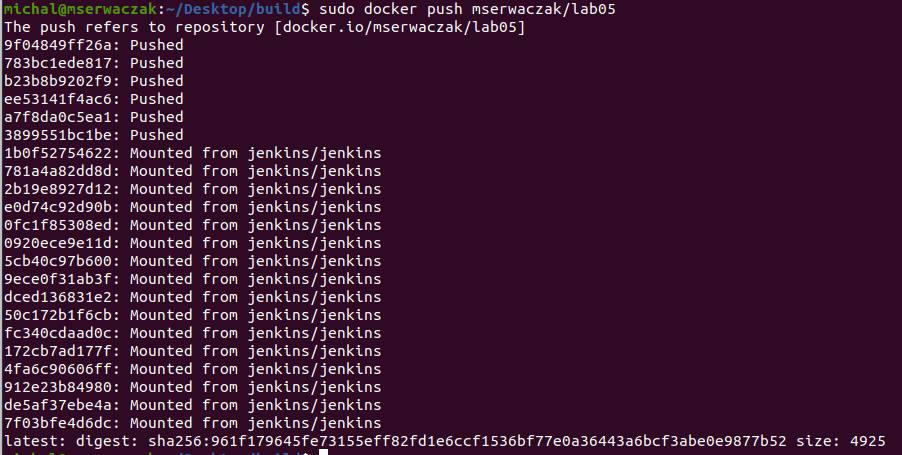 michal@mserwaczak:~/Desktop/build$ sudo docker push mserwaczak/lab05
The push refers to repository [docker.io/mserwaczak/lab05]
9f04849ff26a: Pushed
783bc1ede817: Pushed
b23b8b9202f9: Pushed
ee53141f4ac6: Pushed
a7f8da0c5ea1: Pushed
3899551bc1be: Pushed
1b0f52754622: Mounted from jenkins/jenkins
781a4a82dd8d: Mounted from jenkins/jenkins
2b19e8927d12: Mounted from jenkins/jenkins
e0d74c92d90b: Mounted from jenkins/jenkins
0fc1f85308ed: Mounted from jenkins/jenkins
0920ece9e11d: Mounted from jenkins/jenkins
5cb40c97b600: Mounted from jenkins/jenkins
9ece0f31ab3f: Mounted from jenkins/jenkins
dced136831e2: Mounted from jenkins/jenkins
50c172b1f6cb: Mounted from jenkins/jenkins
fc340cdaad0c: Mounted from jenkins/jenkins
172cb7ad177f: Mounted from jenkins/jenkins
4fa6c90606ff: Mounted from jenkins/jenkins
912e23b84980: Mounted from jenkins/jenkins
de5af37ebe4a: Mounted from jenkins/jenkins
7f03bfe4d6dc: Mounted from jenkins/jenkins
latest: digest: sha256:961f179645fe73155eff82fd1e6ccf1536bf77e0a36443a6bcf3abe0e9877b52 size: 4925